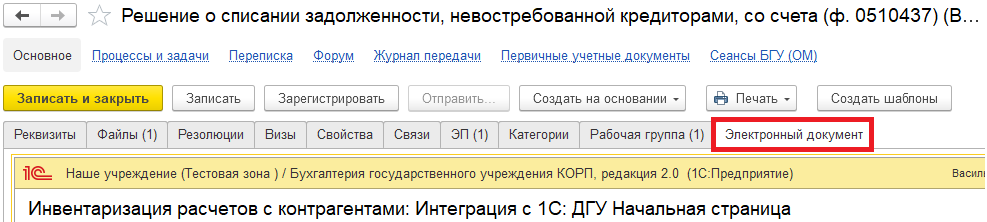 Решение о списании задолженности, невостребованной кредиторами, со счета (ф. 0510437) (В...
Основное Процессы и задачи Переписка Форум Журнал передачи Первичные учетные документы Сеансы БГУ (ОМ)
Записать и закрыть Записать Зарегистрировать Отправить... Создать на основании Печать Создать шаблоны
Реквизиты Файлы (1) Резолюции Визы Свойства Связи ЭП (1) Категории Рабочая группа (1) Электронный документ
1С Наше учреждение (Тестовая зона ) / Бухгалтерия государственного учреждения КОРП, редакция 2.0 (1С:Предприятие) Васил
Инвентаризация расчетов с контрагентами: Интеграция с 1С: ДГУ Начальная страница